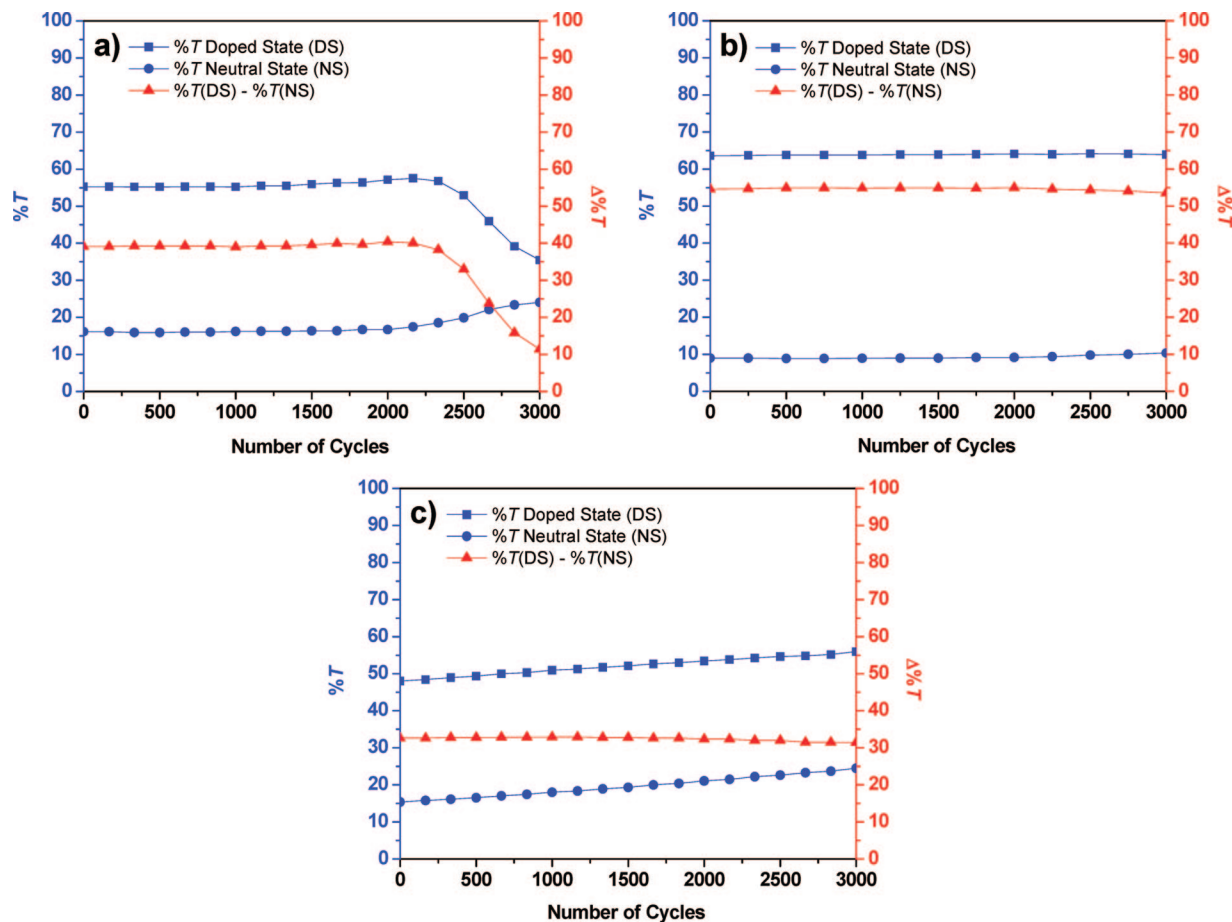 a)
%T Doped State (DS)
%T Neutral State (NS)
%T(DS) - %T(NS)
100
90
80
70
60
50
40
30
20
10
0
%T
100
90
80
70
60
50
40
30
20
10
0
Δ%T
0 500 1000 1500 2000 2500 3000
Number of Cycles
b)
%T Doped State (DS)
%T Neutral State (NS)
%T(DS) - %T(NS)
100
90
80
70
60
50
40
30
20
10
0
%T
100
90
80
70
60
50
40
30
20
10
0
Δ%T
0 500 1000 1500 2000 2500 3000
Number of Cycles
c)
%T Doped State (DS)
%T Neutral State (NS)
%T(DS) - %T(NS)
100
90
80
70
60
50
40
30
20
10
0
%T
100
90
80
70
60
50
40
30
20
10
0
Δ%T
0 500 1000 1500 2000 2500 3000
Number of Cycles